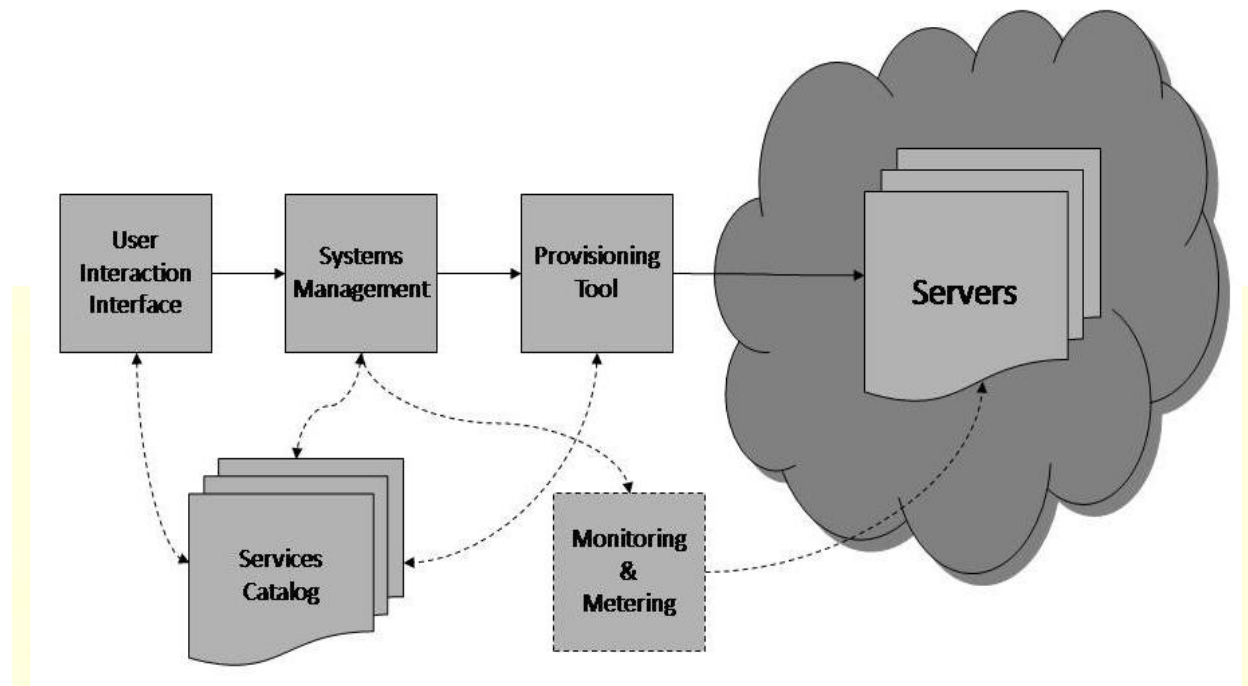 User
Interaction
Interface
Systems
Management
Provisioning
Tool
Servers
Services
Catalog
Monitoring
&
Metering